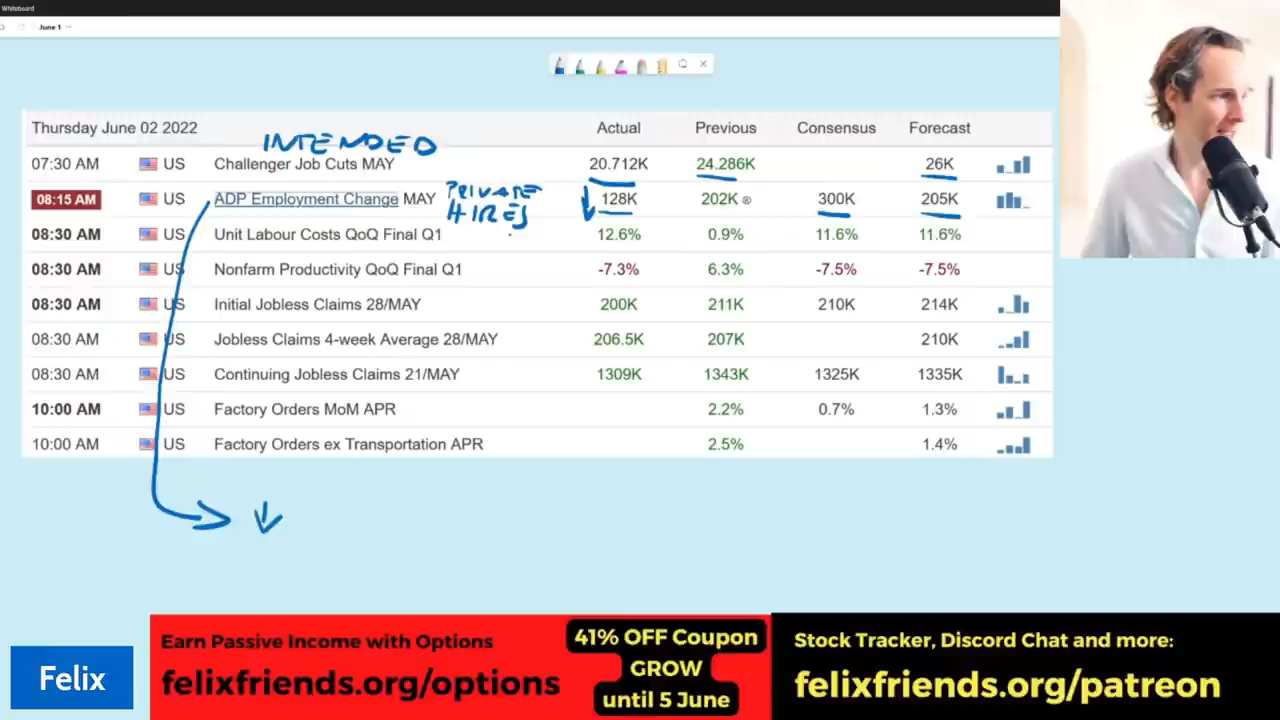 Whiteboard
June 1
Thursday June 02 2022 Actual Previous Consensus Forecast
INTENDED
07:30 AM US Challenger Job Cuts MAY 20.712K 24.286K 26K
08:15 AM US ADP Employment Change MAY 128K 202K ® 300K 205K
PRIVATE
HIRES
08:30 AM US Unit Labour Costs QoQ Final Q1 12.6% 0.9% 11.6% 11.6%
08:30 AM US Nonfarm Productivity QoQ Final Q1 -7.3% 6.3% -7.5% -7.5%
08:30 AM US Initial Jobless Claims 28/MAY 200K 211K 210K 214K
08:30 AM US Jobless Claims 4-week Average 28/MAY 206.5K 207K 210K
08:30 AM US Continuing Jobless Claims 21/MAY 1309K 1343K 1325K 1335K
10:00 AM US Factory Orders MoM APR 2.2% 0.7% 1.3%
10:00 AM US Factory Orders ex Transportation APR 2.5% 1.4%
Felix
Earn Passive Income with Options
felixfriends.org/options
41% OFF Coupon
GROW
until 5 June
Stock Tracker, Discord Chat and more:
felixfriends.org/patreon